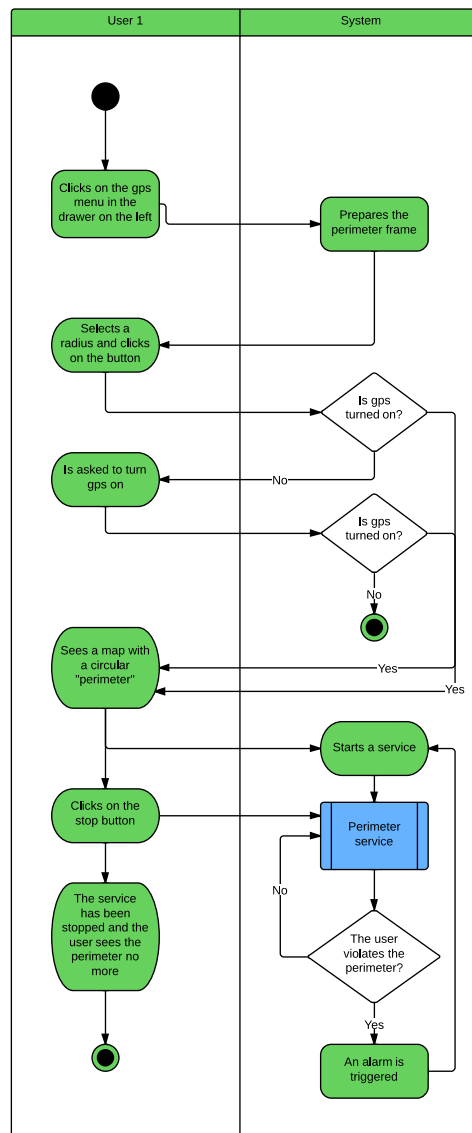 User 1
System
Clicks on the gps
menu in the
drawer on the left
Prepares the
perimeter frame
Selects a
radius and clicks
on the button
Is gps
turned on?
Is asked to turn
gps on
No
Is gps
turned on?
No
Sees a map with
a circular
"perimeter"
Yes
Yes
Starts a service
Clicks on the
stop button
Perimeter
service
No
The service
has been
stopped and the
user sees the
perimeter no
more
The user
violates the
perimeter?
Yes
An alarm is
triggered